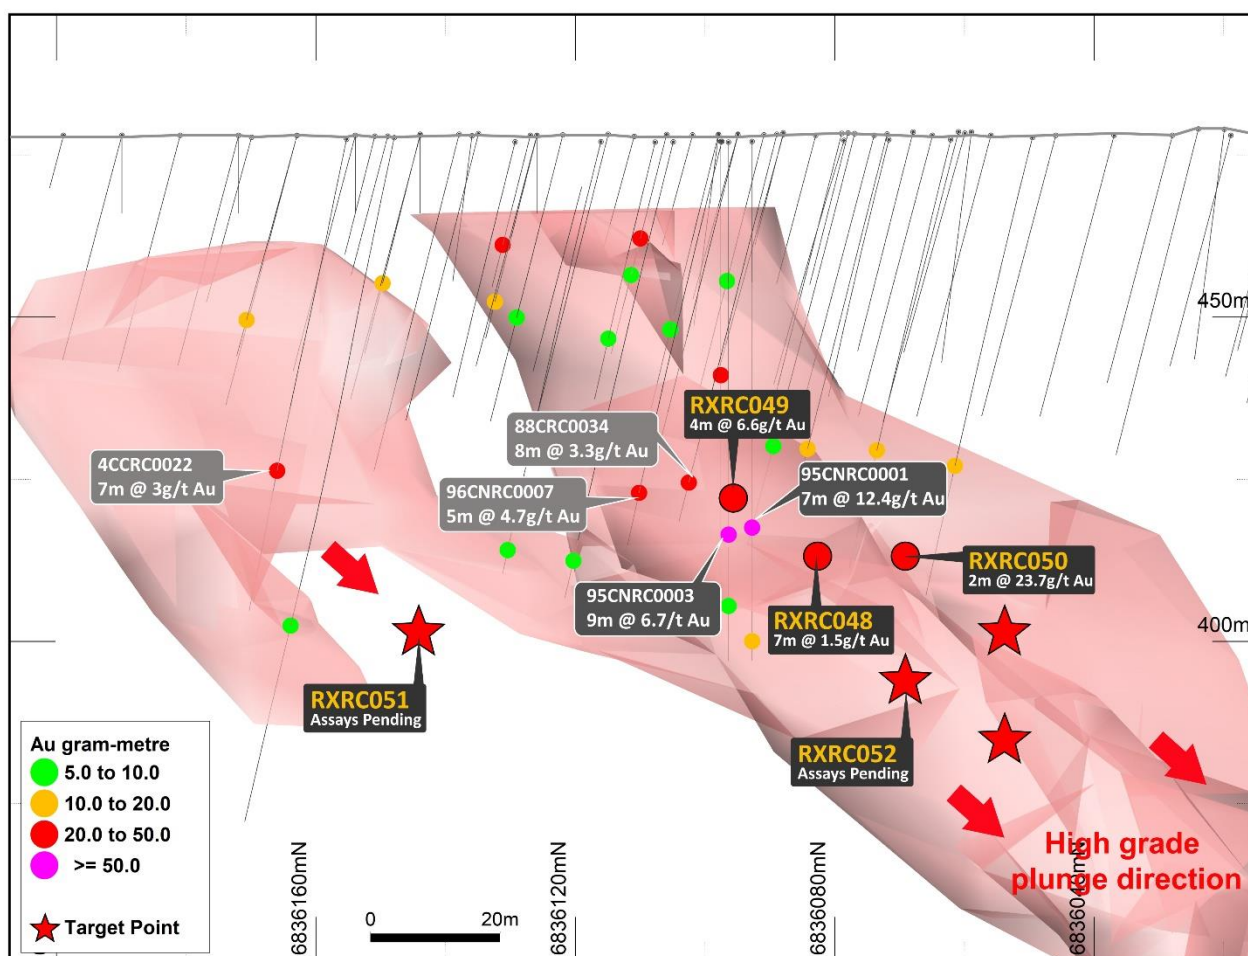 450m
RXRC049
4m @ 6.6g/t Au
88CRC0034
8m @ 3.3g/t Au
4CCRC0022
7m @ 3g/t Au
95CNRC0001
7m @ 12.4g/t Au
96CNRC0007
5m @ 4.7g/t Au
RXRC050
2m @ 23.7g/t Au
95CNRC0003
9m @ 6.7/t Au
RXRC048
7m @ 1.5g/t Au
400m
RXRC051
Assays Pending
RXRC052
Assays Pending
Au gram-metre
5.0 to 10.0
10.0 to 20.0
20.0 to 50.0
>= 50.0
Target Point
0 20m
6836160mN
6836120mN
6836080mN
6836040mN
High grade
plunge direction